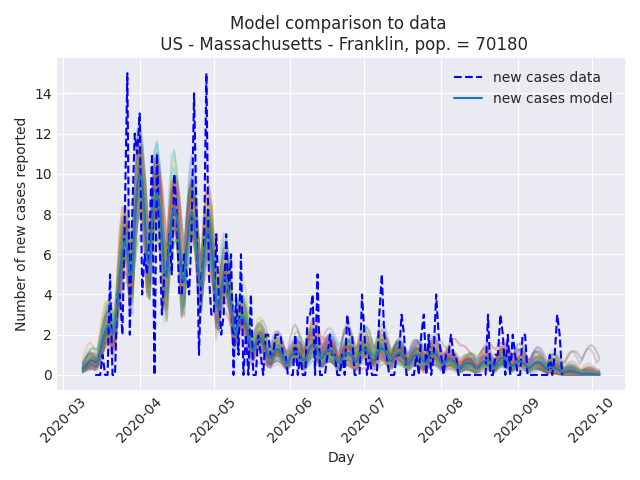 Model comparison to data
US - Massachusetts - Franklin, pop. = 70180
new cases data
new cases model
Number of new cases reported
14
12
10
8
6
4
2
0
2020-03
2020-04
2020-05
2020-06
2020-07
2020-08
2020-09
2020-10
Day